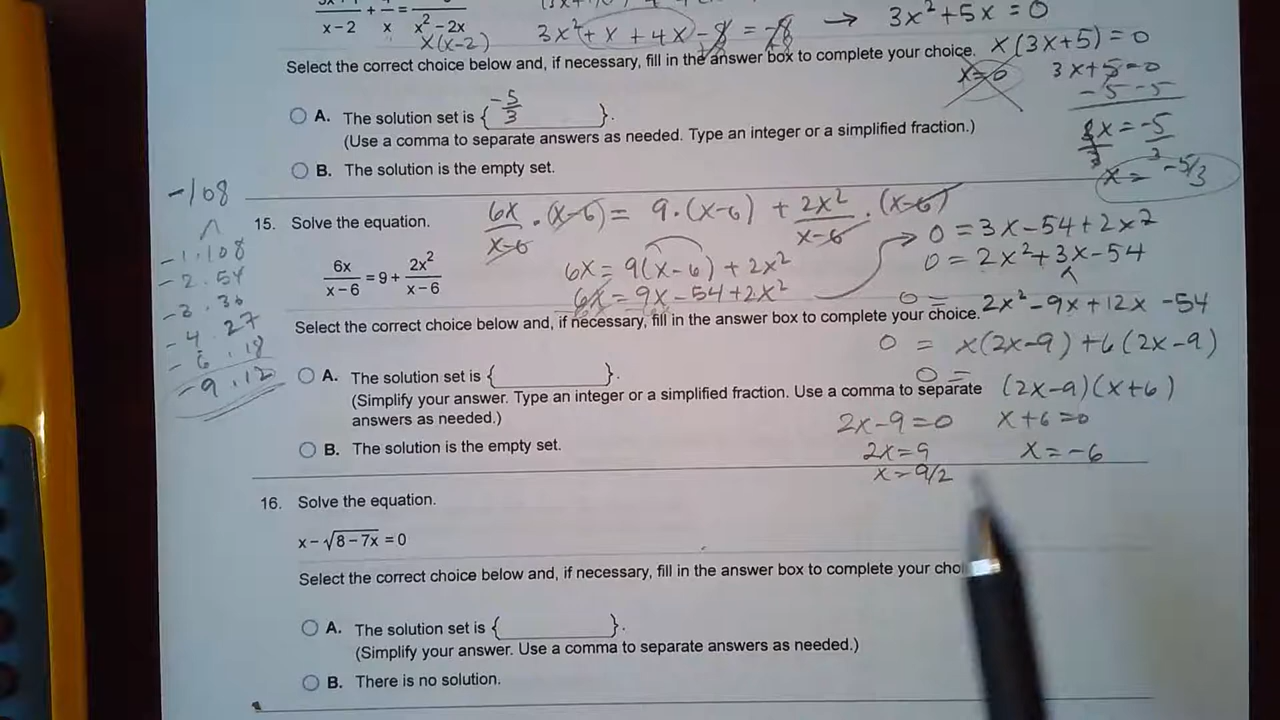 x−2 + x = x²−2x
x(x-2)
3x² + x + 4x - 8 = -8 → 3x² + 5x = 0
x(3x+5) = 0
x=0 3x+5=0
-5 -5
3x = -5
3 3
x = -5/3
Select the correct choice below and, if necessary, fill in the answer box to complete your choice.
A. The solution set is { -5/3 }.
(Use a comma to separate answers as needed. Type an integer or a simplified fraction.)
B. The solution is the empty set.
-108
-1·108
-2·54
-3·36
-4·27
-6·18
-9·12
15. Solve the equation.
6x/(x−6) = 9 + 2x²/(x−6)
6x/(x-6) · (x-6) = 9·(x-6) + 2x²/(x-6) · (x-6)
6x = 9(x-6) + 2x²
6x = 9x - 54 + 2x²
-6x -6x
→ 0 = 3x - 54 + 2x²
0 = 2x² + 3x - 54
0 = 2x² - 9x + 12x - 54
0 = x(2x-9) + 6(2x-9)
0 = (2x-9)(x+6)
2x-9=0 x+6=0
2x=9 x=-6
x=9/2
Select the correct choice below and, if necessary, fill in the answer box to complete your choice.
A. The solution set is { }.
(Simplify your answer. Type an integer or a simplified fraction. Use a comma to separate
answers as needed.)
B. The solution is the empty set.
16. Solve the equation.
x − √8 − 7x = 0
Select the correct choice below and, if necessary, fill in the answer box to complete your
A. The solution set is { }.
(Simplify your answer. Use a comma to separate answers as needed.)
B. There is no solution.